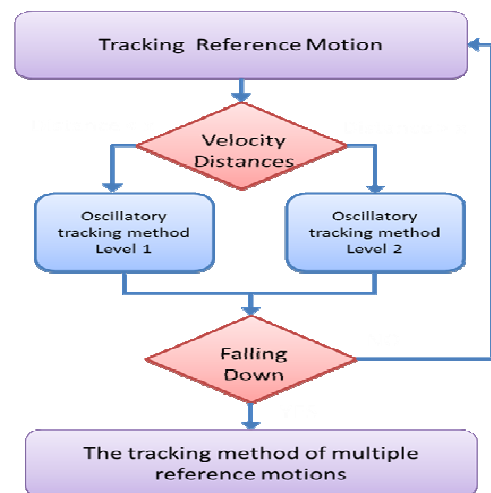 Tracking Reference Motion
Velocity
Distances
Oscillatory
tracking method
Level 1
Oscillatory
tracking method
Level 2
Falling
Down
The tracking method of multiple
reference motions